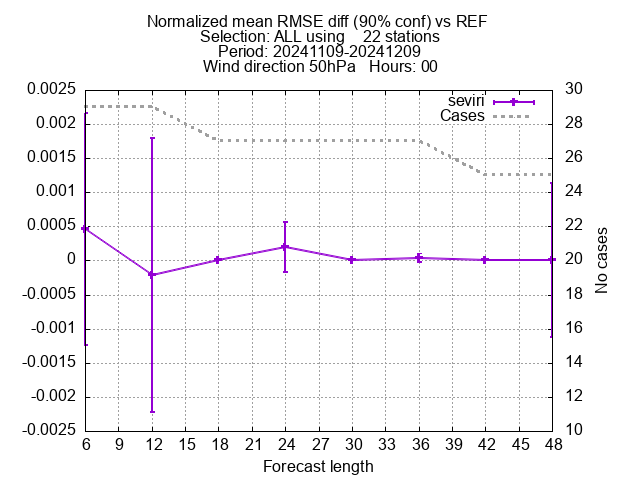 Normalized mean RMSE diff (90% conf) vs REF
Selection: ALL using    22 stations
Period: 20241109-20241209
Wind direction 50hPa   Hours: 00
seviri
Cases
0.0025
0.002
0.0015
0.001
0.0005
0
-0.0005
-0.001
-0.0015
-0.002
-0.0025
30
28
26
24
22
20
18
16
14
12
10
No cases
6 9 12 15 18 21 24 27 30 33 36 39 42 45 48
Forecast length